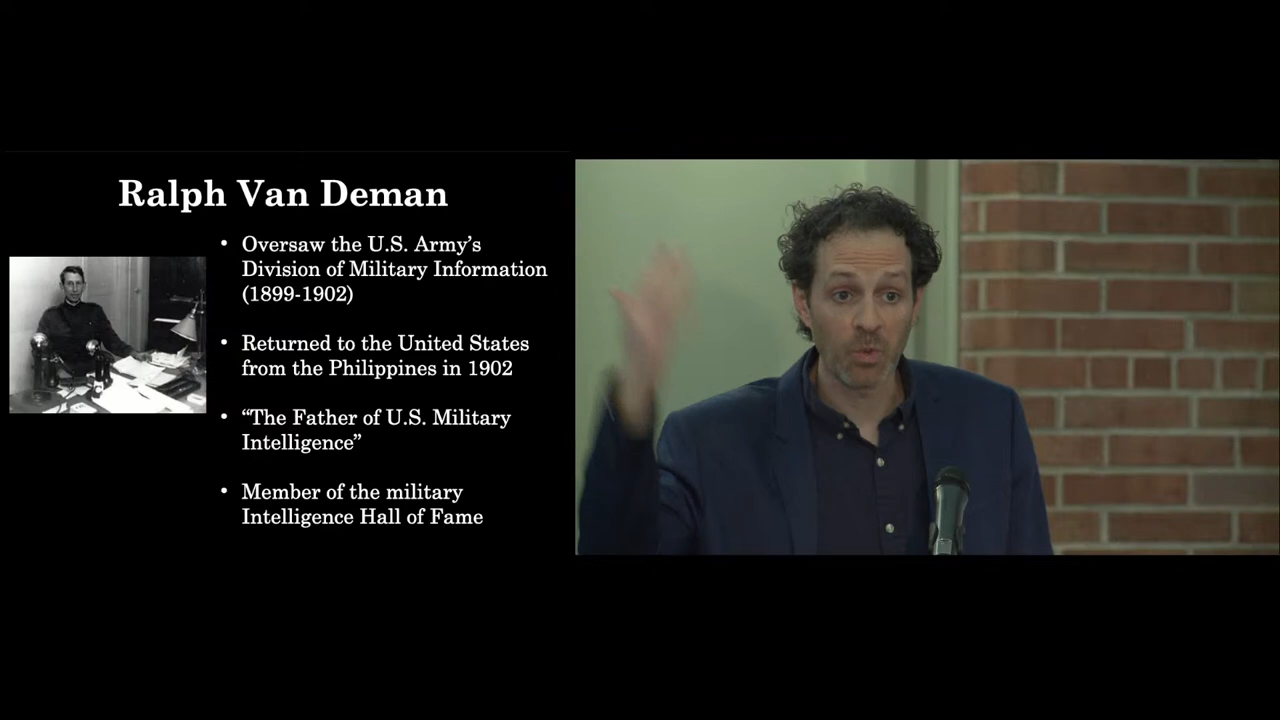 Ralph Van Deman
• Oversaw the U.S. Army’s
Division of Military Information
(1899-1902)
• Returned to the United States
from the Philippines in 1902
• “The Father of U.S. Military
Intelligence”
• Member of the military
Intelligence Hall of Fame